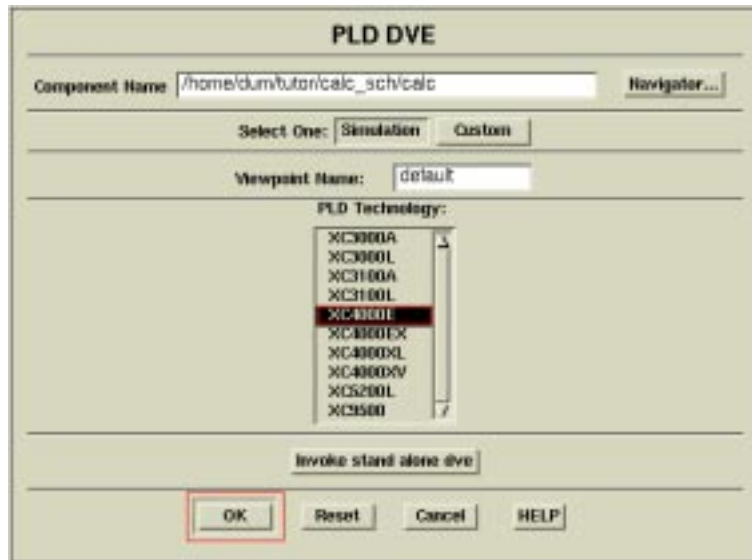 PLD DVE
Component Name /home/dum/tutor/calc_sch/calc Navigator...
Select One: Simulation Custom
Viewpoint Name: default
PLD Technology:
XC3000A
XC3000L
XC3100A
XC3100L
XC4000E
XC4000EX
XC4000XL
XC4000XV
XC5200L
XC9500
Invoke stand alone dve
OK Reset Cancel HELP